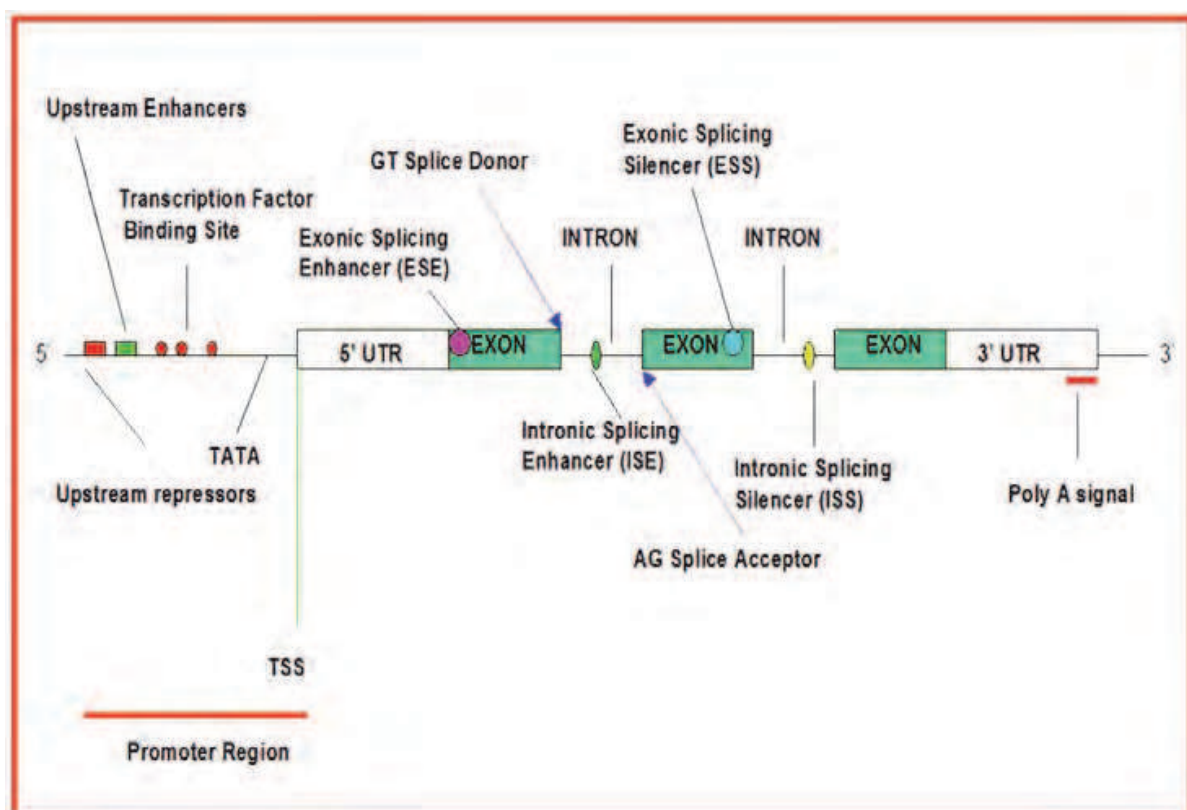 Upstream Enhancers
Exonic Splicing
Silencer (ESS)
GT Splice Donor
Transcription Factor
Binding Site
Exonic Splicing
Enhancer (ESE)
INTRON
INTRON
5'
5' UTR
EXON
EXON
EXON
3' UTR
3'
TATA
Upstream repressors
Intronic Splicing
Enhancer (ISE)
Intronic Splicing
Silencer (ISS)
Poly A signal
AG Splice Acceptor
TSS
Promoter Region